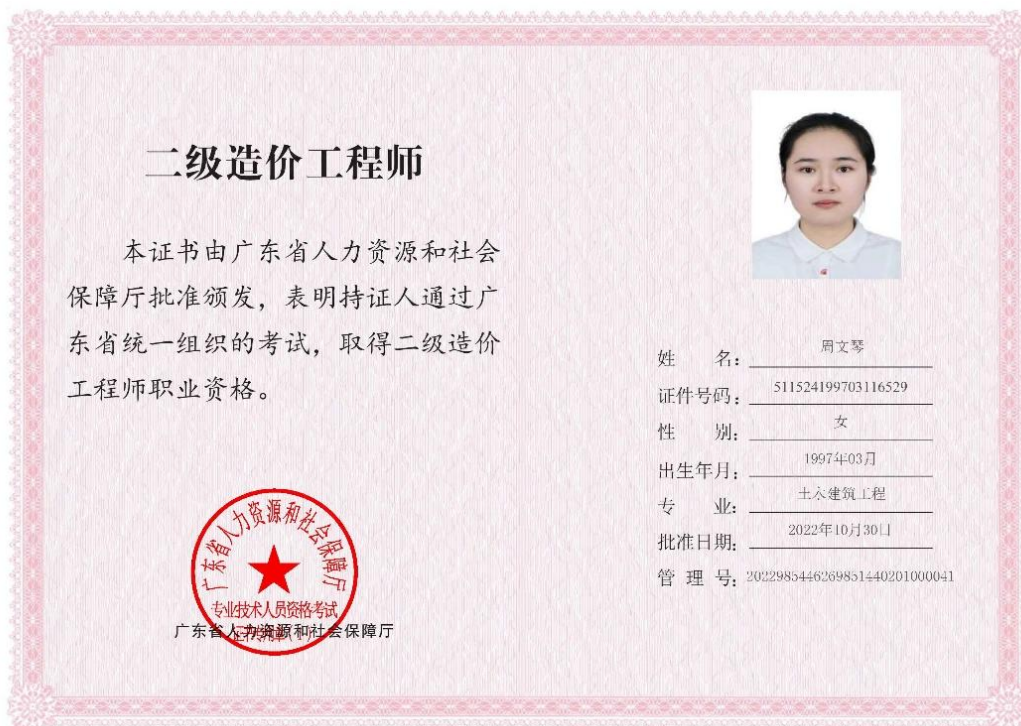 二级造价工程师
本证书由广东省人力资源和社会
保障厅批准颁发，表明持证人通过广
东省统一组织的考试，取得二级造价
工程师职业资格。
广东省人力资源和社会保障厅
专业技术人员资格考试
广东省人力资源和社会保障厅
姓 名：周文琴
证件号码：511524199703116529
性 别：女
出生年月：1997年03月
专 业：土木建筑工程
批准日期：2022年10月30日
管 理 号：2022985446269851440201000041